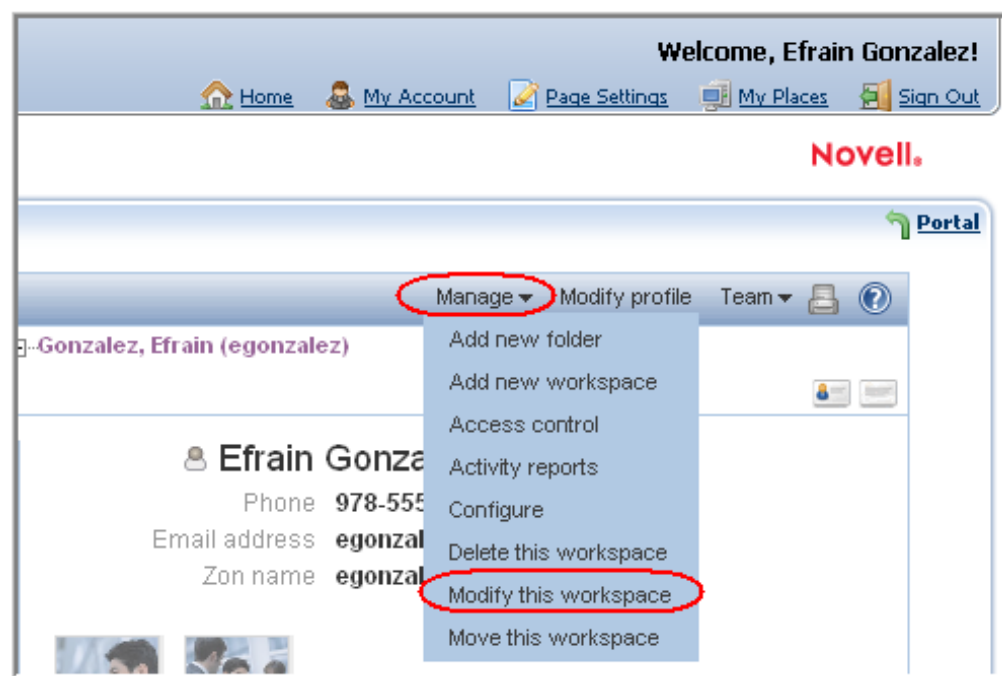 Welcome, Efrain Gonzalez!
Home My Account Page Settings My Places Sign Out
Novell®
Portal
Manage Modify profile Team
Gonzalez, Efrain (egonzalez)
Add new folder
Add new workspace
Access control
Activity reports
Configure
Delete this workspace
Modify this workspace
Move this workspace
Efrain Gonza
Phone 978-555
Email address egonzal
Zon name egonzal